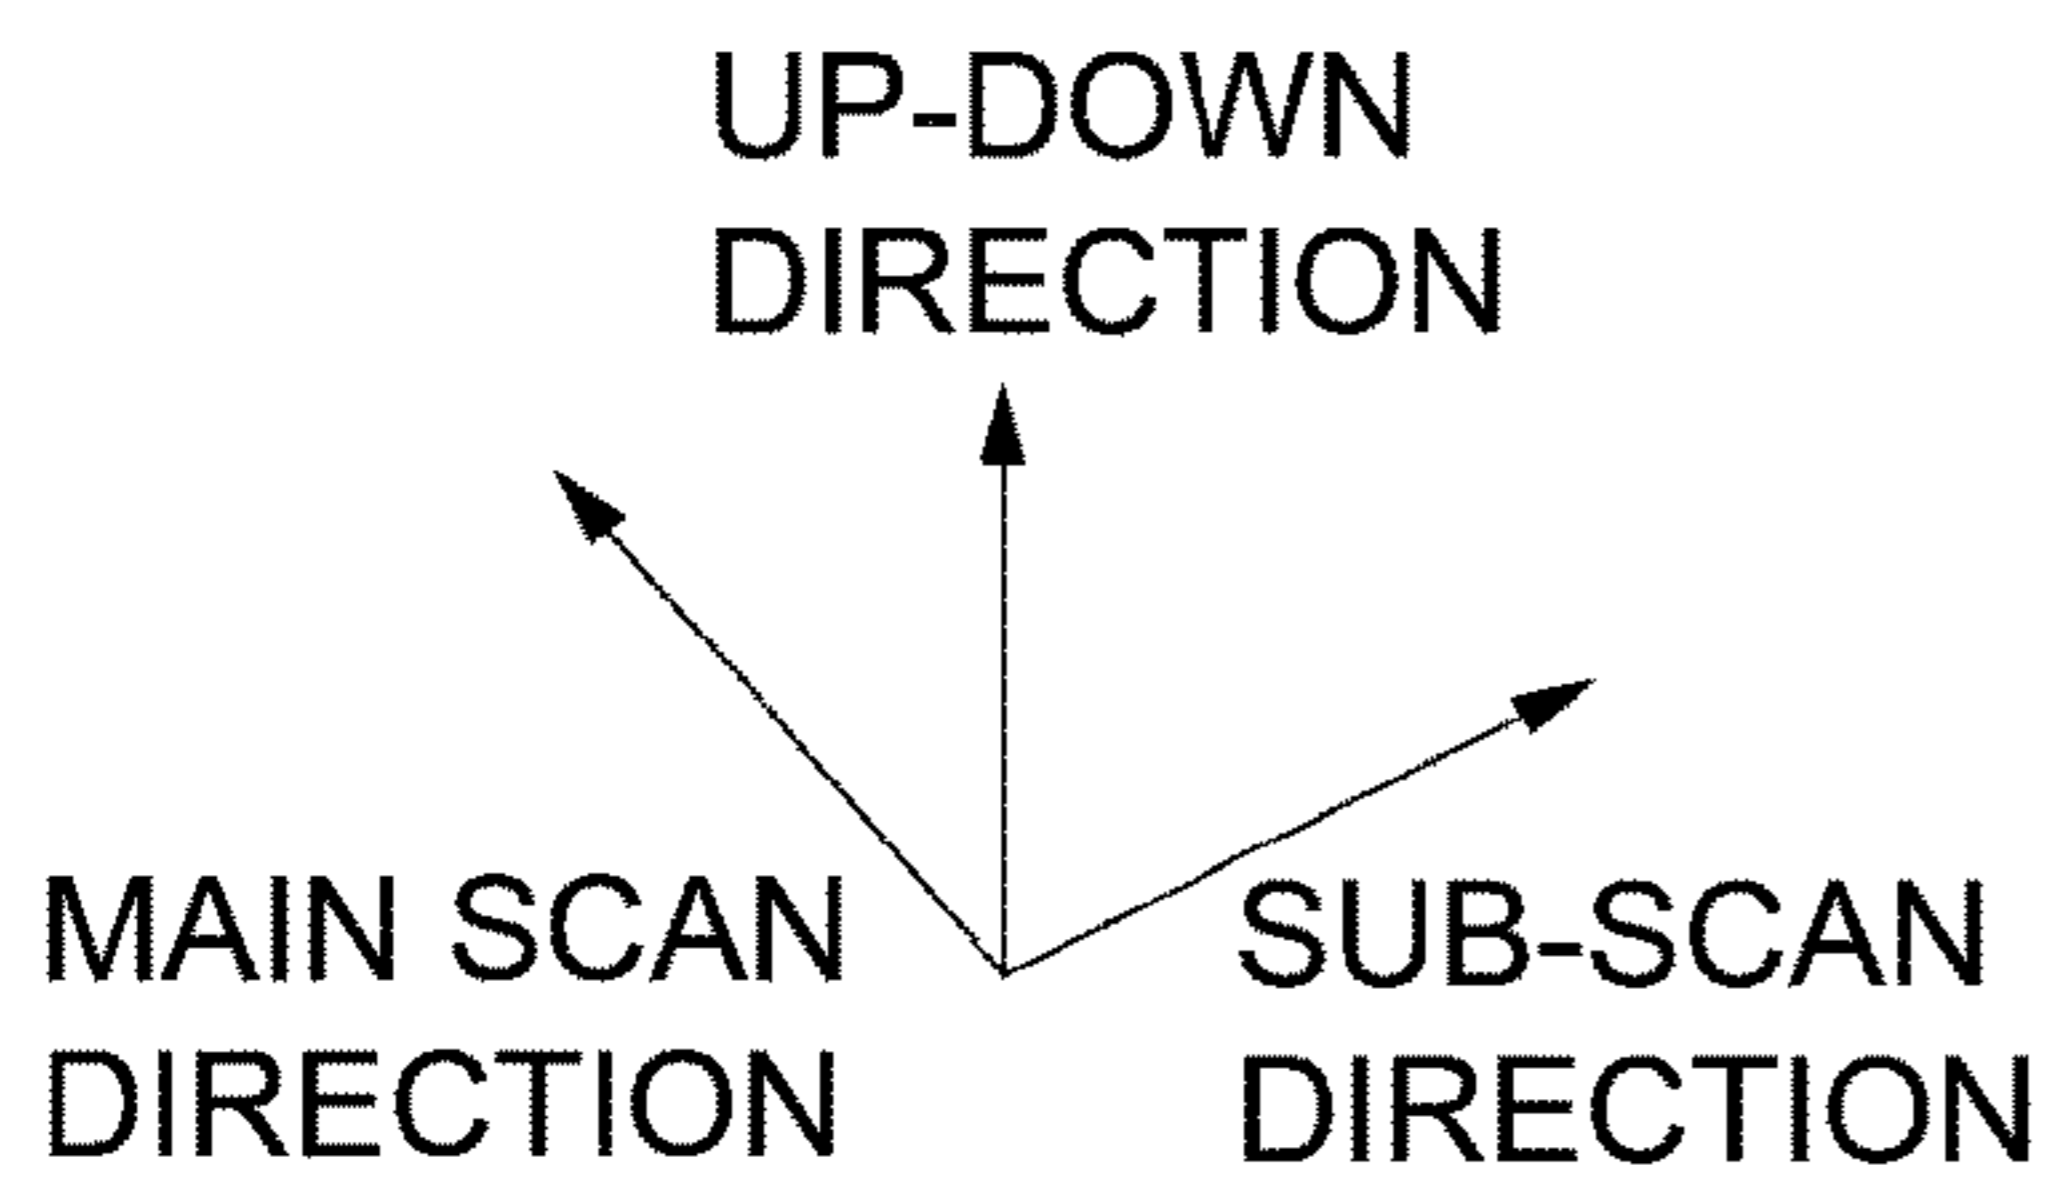 UP-DOWN
DIRECTION
MAIN SCAN
DIRECTION
SUB-SCAN
DIRECTION